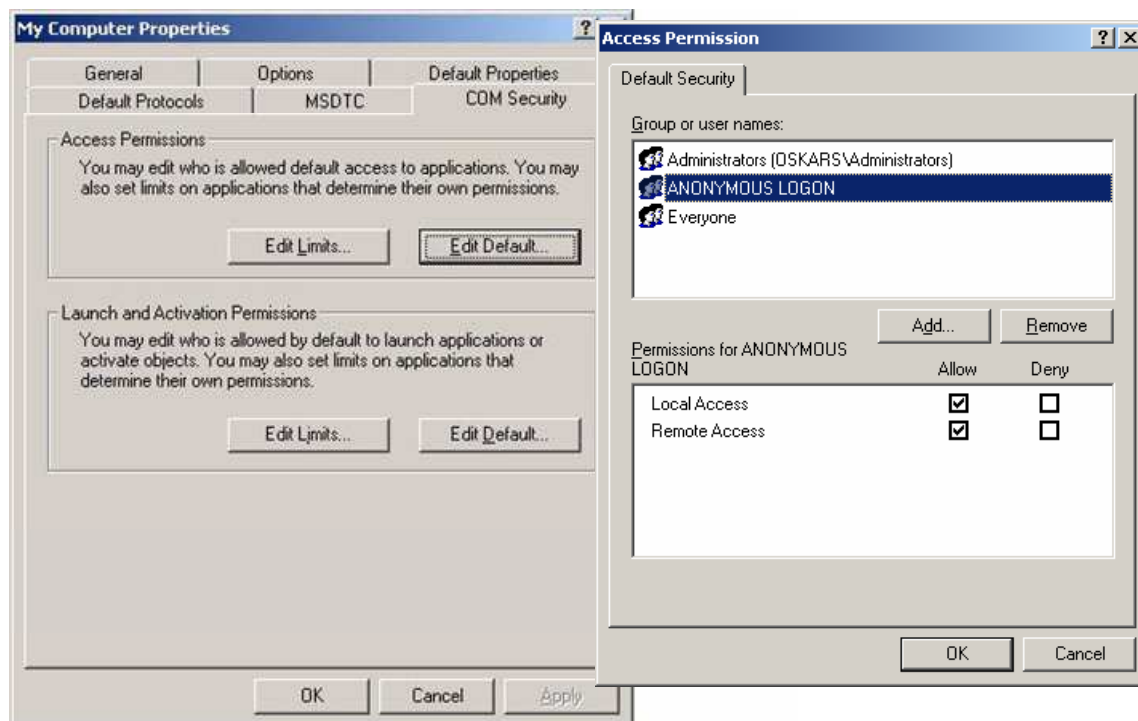 My Computer Properties
General
Options
Default Properties
Default Protocols
MSDTC
COM Security
Access Permissions
You may edit who is allowed default access to applications. You may
also set limits on applications that determine their own permissions.
Edit Limits...
Edit Default...
Launch and Activation Permissions
You may edit who is allowed by default to launch applications or
activate objects. You may also set limits on applications that
determine their own permissions.
Edit Limits...
Edit Default...
OK
Cancel
Apply
Access Permission
Default Security
Group or user names:
Administrators (OSKARS\Administrators)
ANONYMOUS LOGON
Everyone
Add...
Remove
Permissions for ANONYMOUS
LOGON
Allow
Deny
Local Access
Remote Access
OK
Cancel